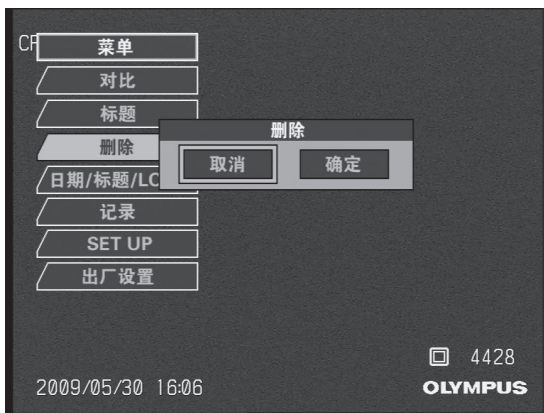 CF
菜单
对比
标题
删除
日期/标题/LO
记录
SET UP
出厂设置
删除
取消 确定
4428
2009/05/30 16:06
OLYMPUS